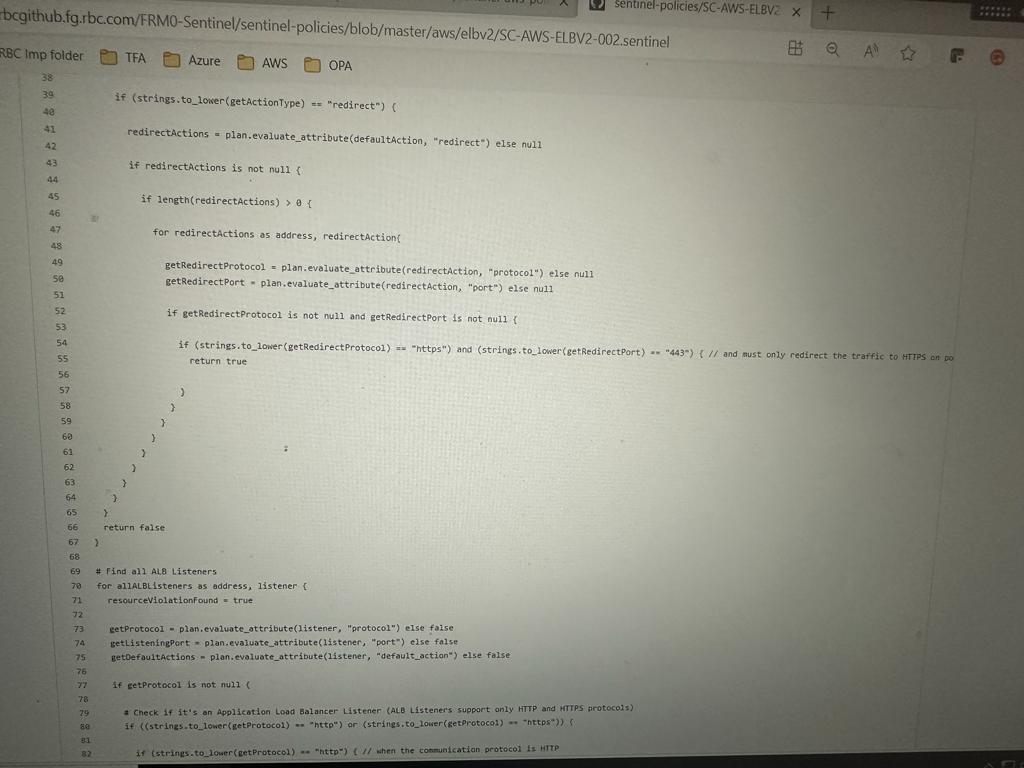 sentinel-policies/SC-AWS-ELBV2
rbcgithub.fg.rbc.com/FRM0-Sentinel/sentinel-policies/blob/master/aws/elbv2/SC-AWS-ELBV2-002.sentinel
RBC Imp folder TFA Azure AWS OPA
38
39 if (strings.to_lower(getActionType) == "redirect") {
40
41 redirectActions = plan.evaluate_attribute(defaultAction, "redirect") else null
42
43 if redirectActions is not null {
44
45 if length(redirectActions) > 0 {
46
47 for redirectActions as address, redirectAction{
48
49 getRedirectProtocol = plan.evaluate_attribute(redirectAction, "protocol") else null
50 getRedirectPort = plan.evaluate_attribute(redirectAction, "port") else null
51
52 if getRedirectProtocol is not null and getRedirectPort is not null {
53
54 if (strings.to_lower(getRedirectProtocol) == "https") and (strings.to_lower(getRedirectPort) == "443") { // and must only redirect the traffic to HTTPS on po
55 return true
56
57 }
58 }
59 }
60 }
61 }
62 }
63 }
64 }
65 }
66 return false
67 }
68
69 # Find all ALB Listeners
70 for allALBListeners as address, listener {
71 resourceViolationFound = true
72
73 getProtocol = plan.evaluate_attribute(listener, "protocol") else false
74 getListeningPort = plan.evaluate_attribute(listener, "port") else false
75 getDefaultActions = plan.evaluate_attribute(listener, "default_action") else false
76
77 if getProtocol is not null {
78
79 # Check if it's an Application Load Balancer Listener (ALB Listeners support only HTTP and HTTPS protocols)
80 if ((strings.to_lower(getProtocol) == "http") or (strings.to_lower(getProtocol) == "https")) {
81
82 if (strings.to_lower(getProtocol) == "http") { // when the communication protocol is HTTP